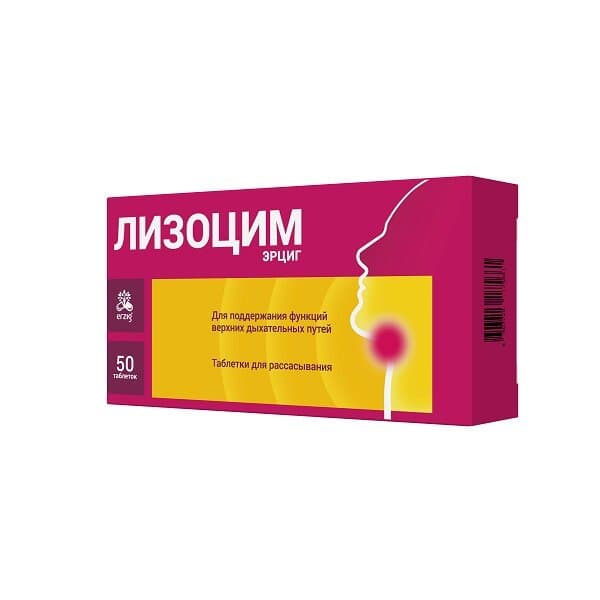 ЛИЗОЦИМ
ЭРЦИГ
Для поддержания функций
верхних дыхательных путей
Таблетки для рассасывания
erzig
50
таблеток